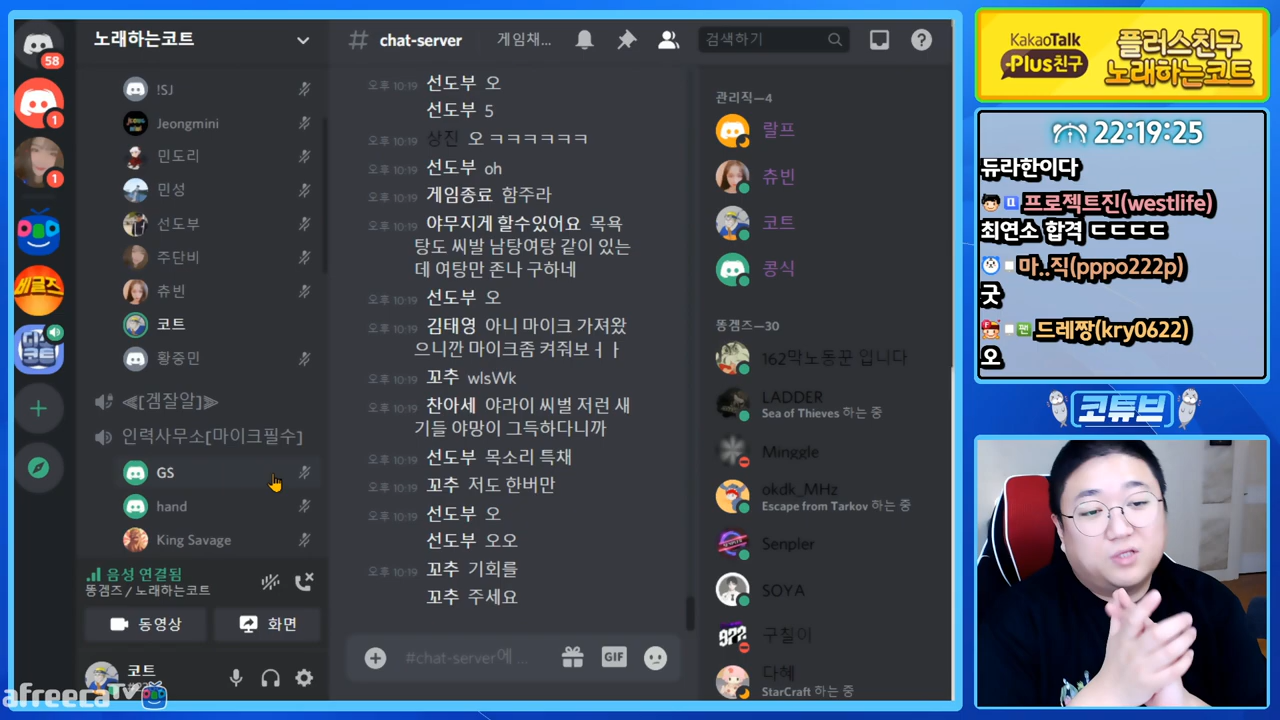 58
1
1
베글즈
코트
노래하는코트
!SJ
Jeongmini
민도리
민성
선도부
주단비
츄빈
코트
황중민
≪[겜잘알]≫
인력사무소[마이크필수]
GS
hand
King Savage
음성 연결됨
똥겜즈 / 노래하는코트
동영상
화면
코트
afreecaTV
# chat-server
게임채...
검색하기
오후 10:19 선도부 오
선도부 5
오후 10:19 상진 오 ㅋㅋㅋㅋㅋㅋ
오후 10:19 선도부 oh
오후 10:19 게임종료 함주라
오후 10:19 야무지게 할수있어요 목욕
탕도 씨발 남탕여탕 같이 있는
데 여탕만 존나 구하네
오후 10:19 선도부 오
오후 10:19 김태영 아니 마이크 가져왔
으니깐 마이크좀 켜줘보ㅓㅏ
오후 10:19 꼬추 wlsWk
오후 10:19 찬아세 야라이 씨벌 저런 새
기들 야망이 그득하다니까
오후 10:19 선도부 목소리 특채
오후 10:19 꼬추 저도 한버만
오후 10:19 선도부 오
선도부 오오
오후 10:19 꼬추 기회를
꼬추 주세요
#chat-server에 ...
GIF
관리직—4
랄프
츄빈
코트
콩식
똥겜즈—30
162막노동꾼 입니다
LADDER
Sea of Thieves 하는 중
Minggle
okdk_MHz
Escape from Tarkov 하는 중
Senpler
SOYA
구칠이
다혜
StarCraft 하는 중
KakaoTalk
Plus친구
플러스친구
노래하는코트
22:19:25
듀라한이다
프로젝트진(westlife)
최연소 합격 ㄷㄷㄷㄷ
마..직(pppo222p)
굿
팬 드레짱(kry0622)
오
코튜브